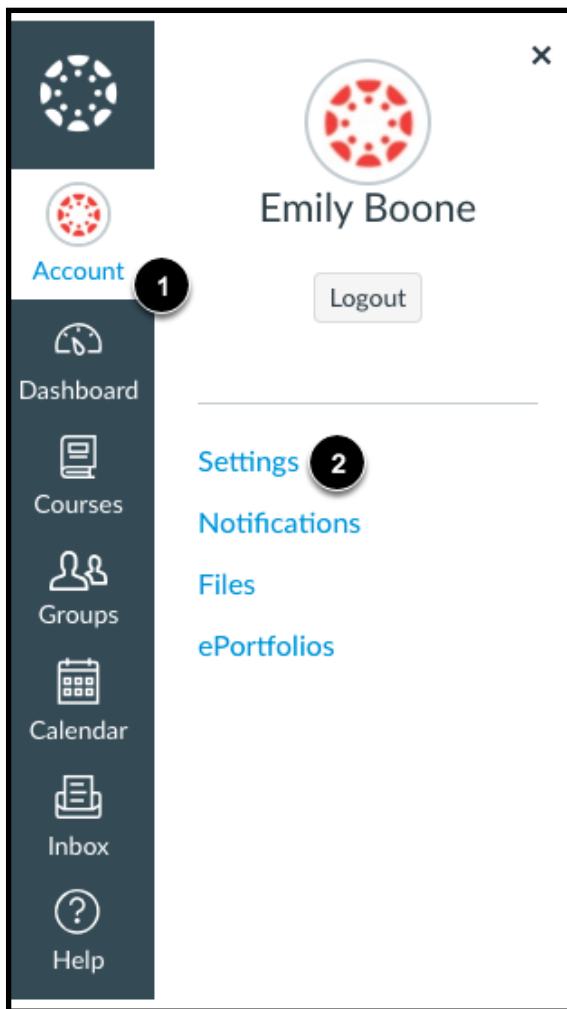 ×
Emily Boone
Account
1
Logout
Dashboard
Settings 2
Courses
Notifications
Files
Groups
ePortfolios
Calendar
Inbox
?
Help